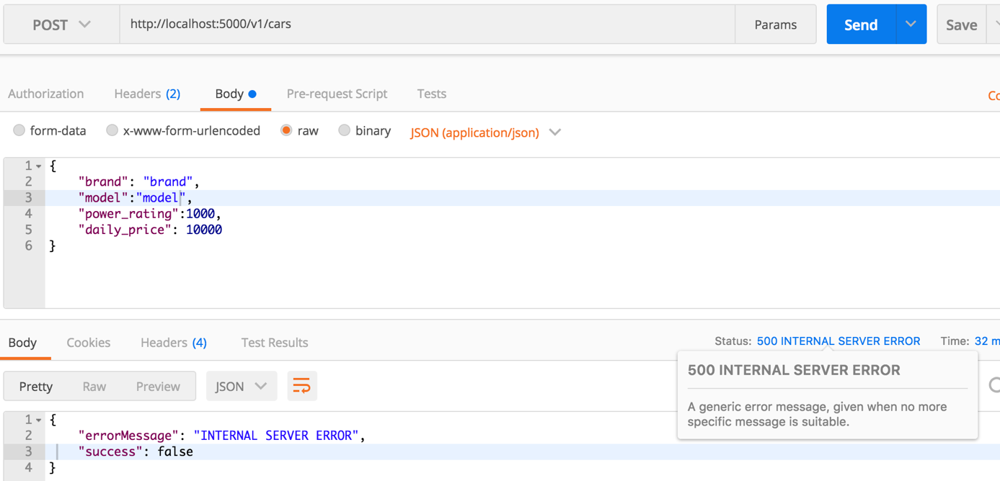 POST http://localhost:5000/v1/cars Params Send Save
Authorization Headers (2) Body Pre-request Script Tests
form-data x-www-form-urlencoded raw binary JSON (application/json)
1 {
2 "brand": "brand",
3 "model":"model",
4 "power_rating":1000,
5 "daily_price": 10000
6 }
Body Cookies Headers (4) Test Results Status: 500 INTERNAL SERVER ERROR Time: 32
500 INTERNAL SERVER ERROR
A generic error message, given when no more
specific message is suitable.
Pretty Raw Preview JSON
1 {
2 "errorMessage": "INTERNAL SERVER ERROR",
3 "success": false
4 }